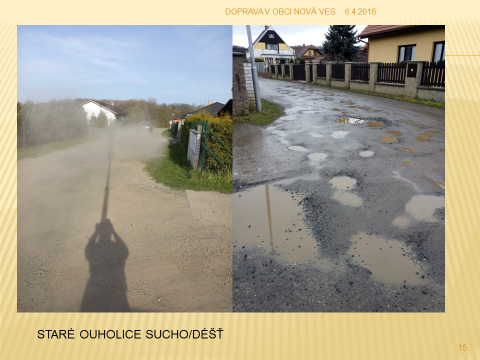 DOPRAVA V OBCI NOVÁ VES 6.4.2016
STARÉ OUHOLICE SUCHO/DÉŠŤ
15